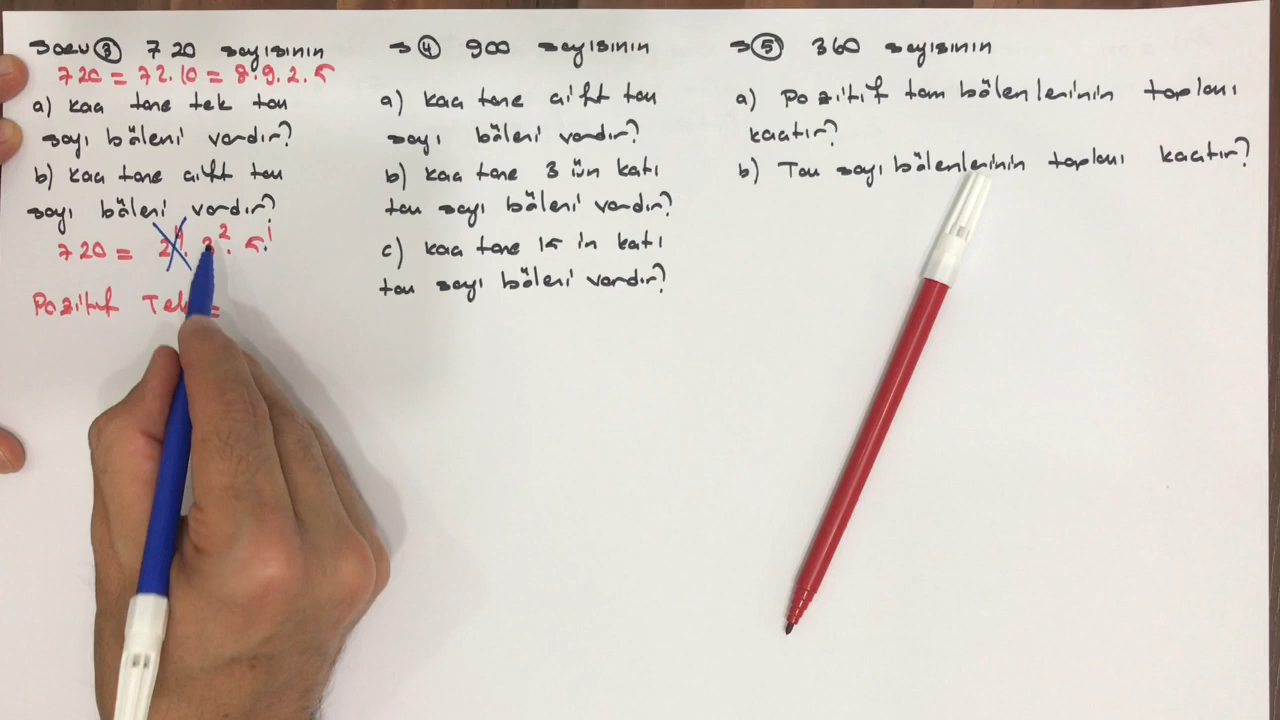 Soru ③ 720 sayısının
720 = 72.10 = 8.9.2.5
a) kaç tane tek tam
sayı böleni vardır?
b) kaç tane çift tam
sayı böleni vardır?
720 = 2⁴. 3². 5.¹
Pozitif Tek =
S ④ 900 sayısının
a) kaç tane çift tam
sayı böleni vardır?
b) kaç tane 3 ün katı
tam sayı böleni vardır?
c) kaç tane 15 in katı
tam sayı böleni vardır?
S ⑤ 360 sayısının
a) Pozitif tam bölenlerinin toplamı
kaçtır?
b) Tam sayı bölenlerinin toplamı kaçtır?